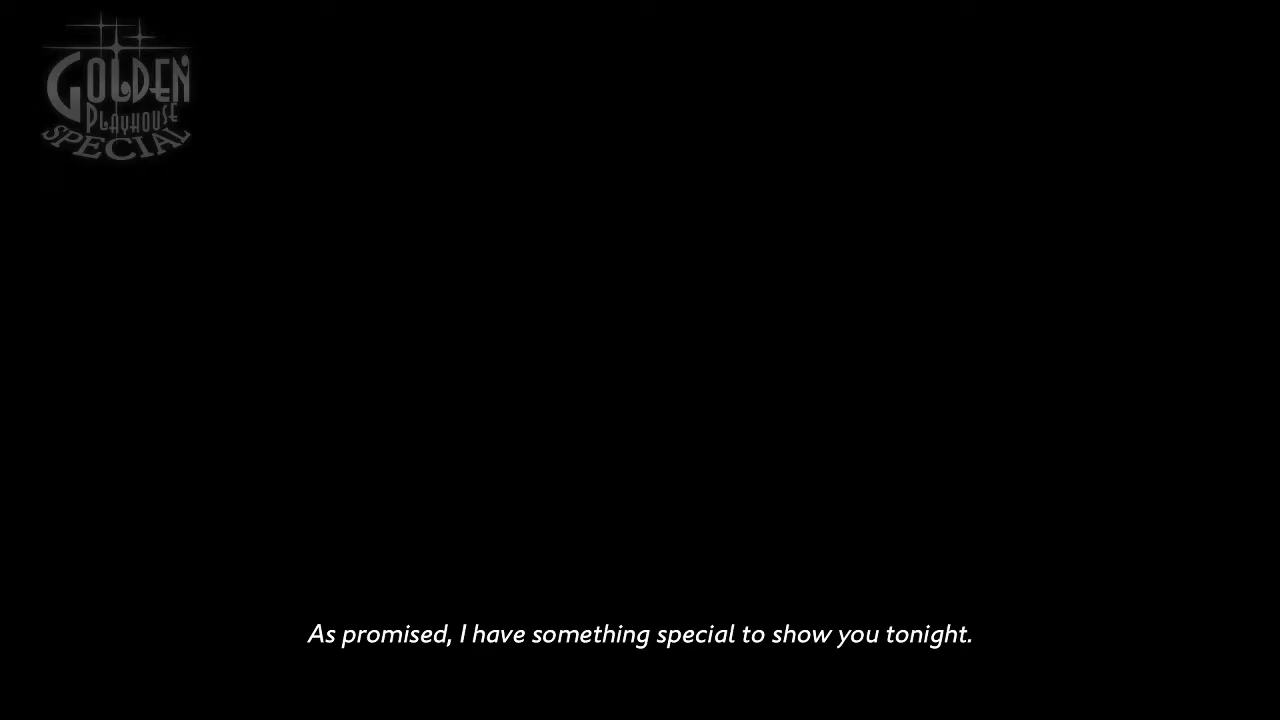 GOLDEN
PLAYHOUSE
SPECIAL
As promised, I have something special to show you tonight.